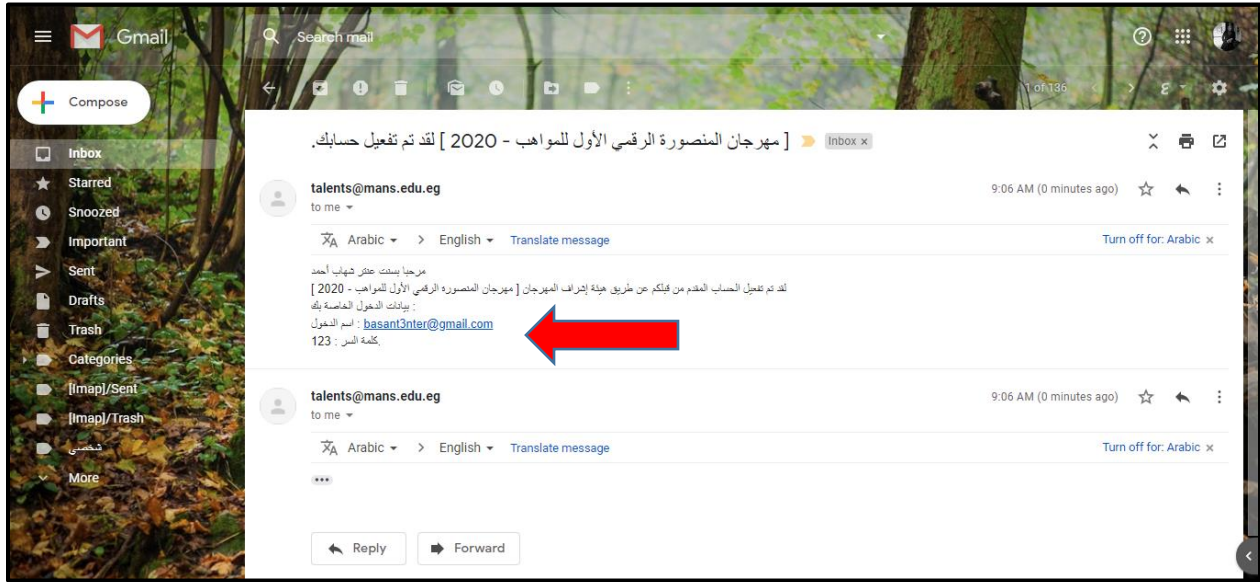 Gmail
Search mail
Compose
1 of 136
ع
Inbox
Starred
Snoozed
Important
Sent
Drafts
Trash
Categories
[Imap]/Sent
[Imap]/Trash
شخصى
More
[ مهرجان المنصورة الرقمي الأول للمواهب - 2020 ] لقد تم تفعيل حسابك.
Inbox x
talents@mans.edu.eg
9:06 AM (0 minutes ago)
to me
Arabic > English Translate message
Turn off for: Arabic x
مرحبا بسنت عنتر شهاب أحمد
لقد تم تفعيل الحساب المقدم من قبلكم عن طريق هيئة إشراف المهرجان [ مهرجان المنصورة الرقمي الأول للمواهب - 2020 ]
بيانات الدخول الخاصة بك :
اسم الدخول : basant3nter@gmail.com
كلمة السر : 123.
talents@mans.edu.eg
9:06 AM (0 minutes ago)
to me
Arabic > English Translate message
Turn off for: Arabic x
Reply
Forward